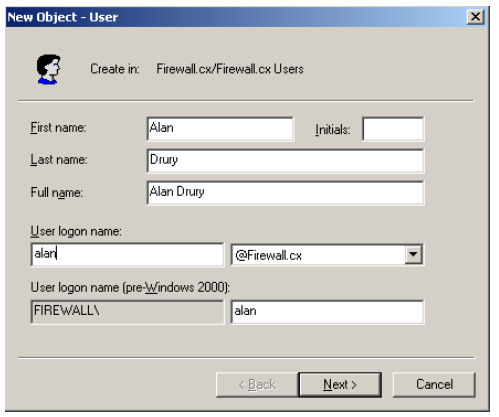 New Object - User
Create in: Firewall.cx/Firewall.cx Users
First name: Alan Initials:
Last name: Drury
Full name: Alan Drury
User logon name:
alan @Firewall.cx
User logon name (pre-Windows 2000):
FIREWALL\ alan
< Back Next > Cancel